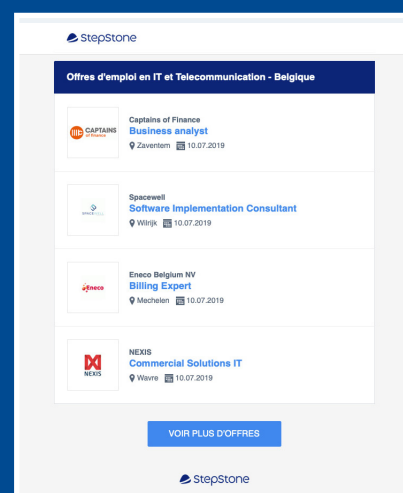 StepStone
Offres d'emploi en IT et Telecommunication - Belgique
CAPTAINS
of finance
Captains of Finance
Business analyst
Zaventem 10.07.2019
SPACEWELL
Spacewell
Software Implementation Consultant
Wilrijk 10.07.2019
eneco
Eneco Belgium NV
Billing Expert
Mechelen 10.07.2019
NEXIS
NEXIS
Commercial Solutions IT
Wavre 10.07.2019
VOIR PLUS D'OFFRES
StepStone